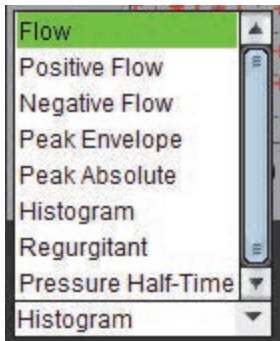 Flow
Positive Flow
Negative Flow
Peak Envelope
Peak Absolute
Histogram
Regurgitant
Pressure Half-Time
Histogram